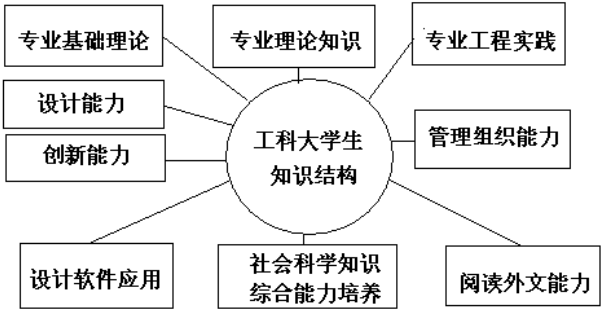 专业基础理论
专业理论知识
专业工程实践
设计能力
创新能力
工科大学生
知识结构
管理组织能力
设计软件应用
社会科学知识
综合能力培养
阅读外文能力